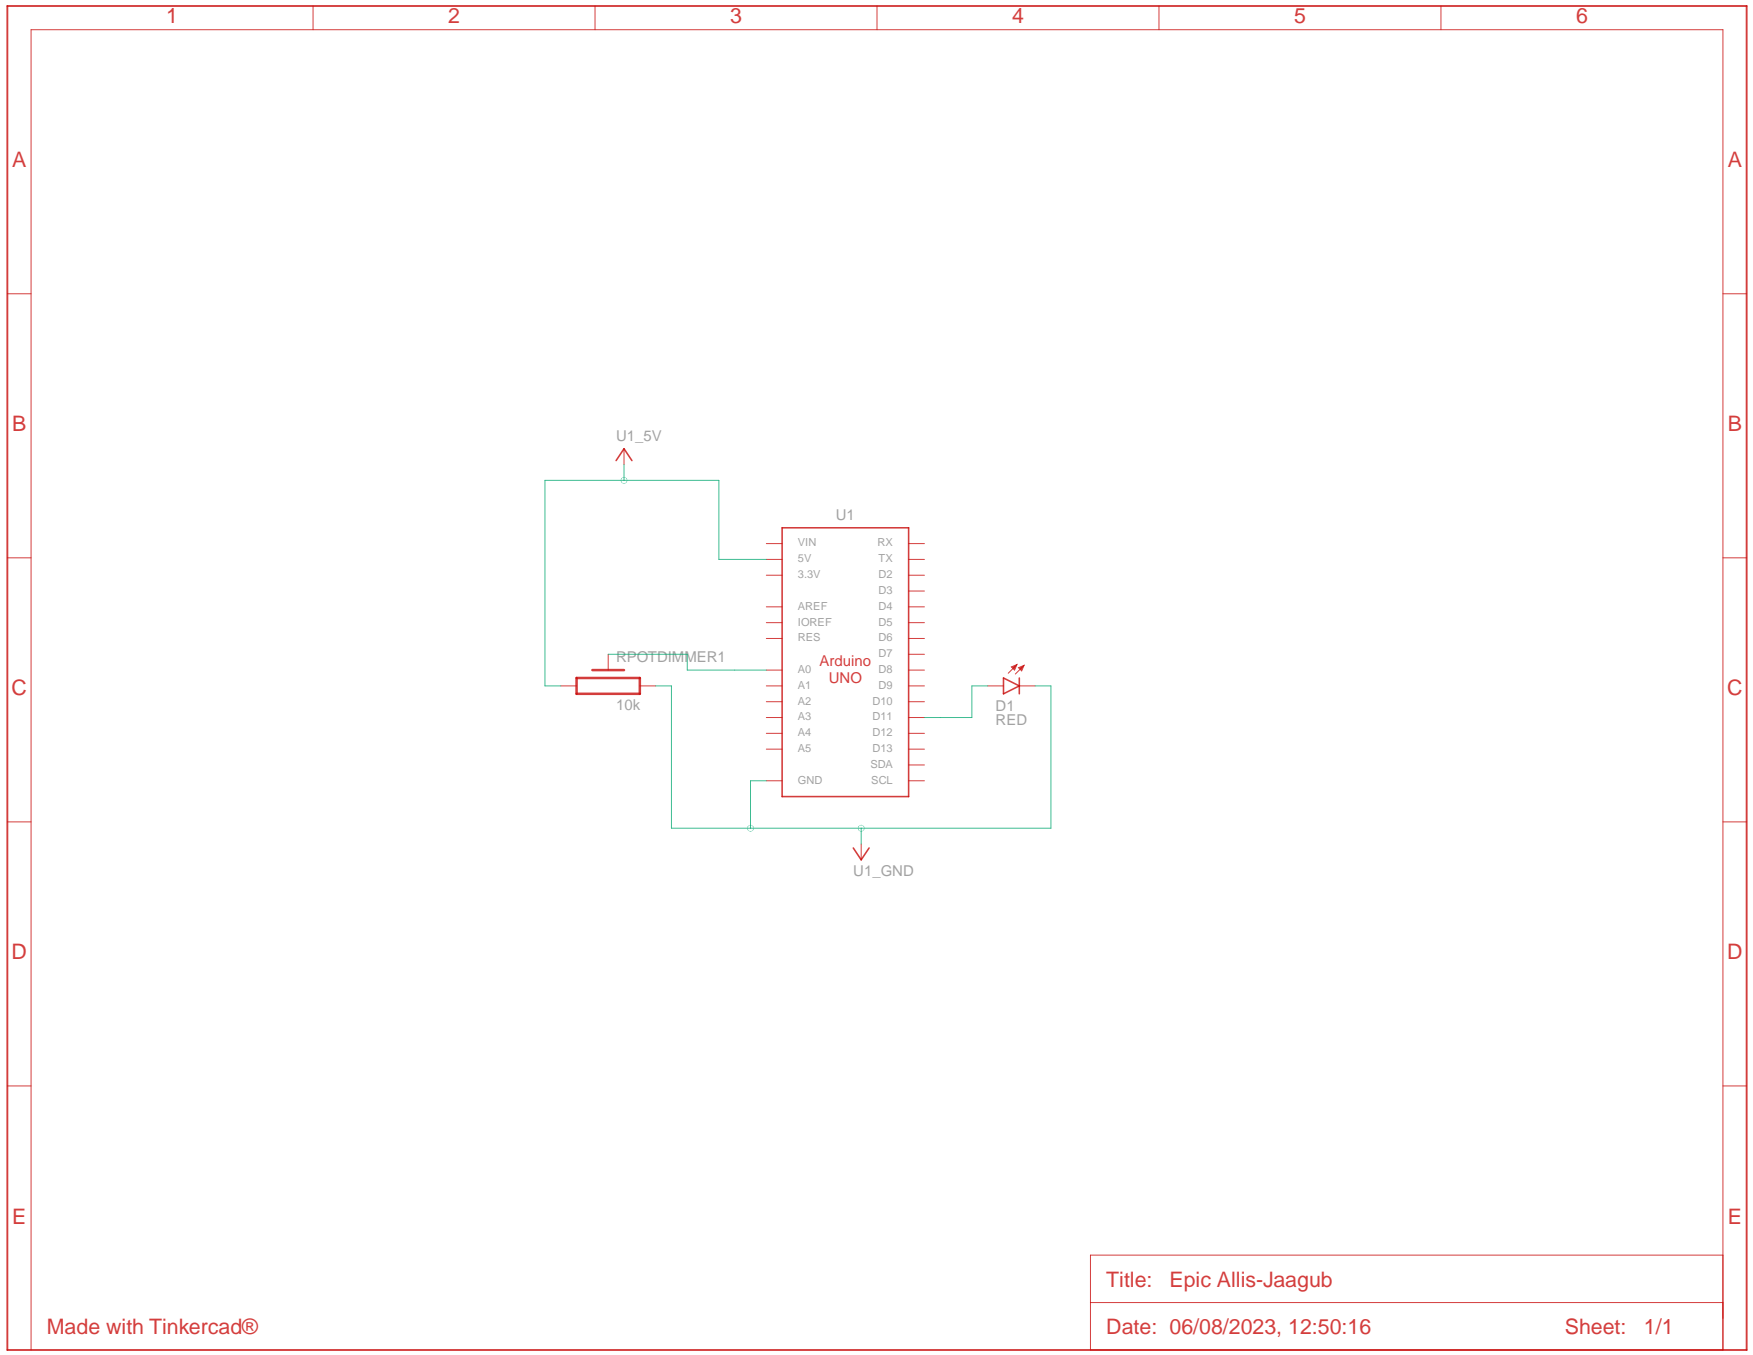 1 2 3 4 5 6
A A
B B
U1_5V
U1
VIN RX
5V TX
3.3V D2
D3
AREF D4
IOREF D5
RES D6
RPOTDIMMER1 D7
A0 Arduino D8
C A1 UNO D9 C
10k A2 D10 D1
A3 D11 RED
A4 D12
A5 D13
SDA
GND SCL
U1_GND
D D
E E
Title: Epic Allis-Jaagub
Made with Tinkercad® Date: 06/08/2023, 12:50:16 Sheet: 1/1